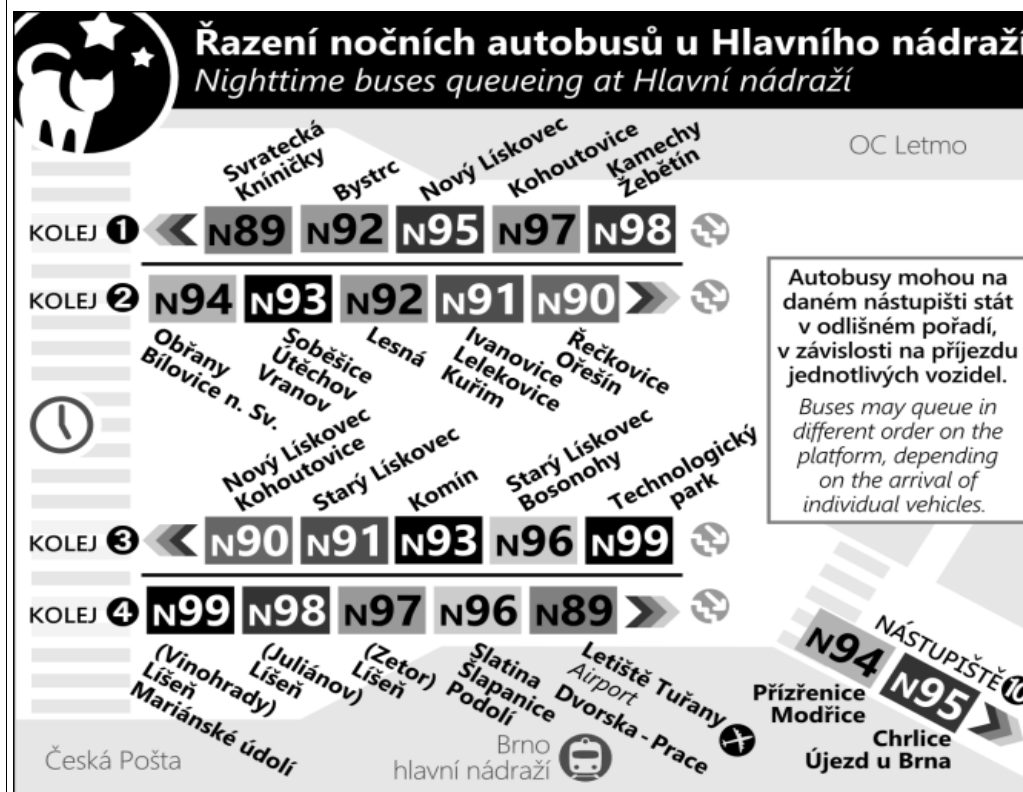 Řazení nočních autobusů u Hlavního nádraží
Nighttime buses queueing at Hlavní nádraží
OC Letmo
Svratecká
Kníničky
Bystrc
Nový Lískovec
Kohoutovice
Kamechy
Žebětín
KOLEJ 1 N89 N92 N95 N97 N98
KOLEJ 2 N94 N93 N92 N91 N90
Obřany
Bílovice n. Sv.
Soběšice
Útěchov
Vranov
Lesná
Ivanovice
Lelekovice
Kuřim
Řečkovice
Ořešín
Autobusy mohou na
daném nástupišti stát
v odlišném pořadí,
v závislosti na příjezdu
jednotlivých vozidel.
Buses may queue in
different order on the
platform, depending
on the arrival of
individual vehicles.
Nový Lískovec
Kohoutovice
Starý Lískovec
Komín
Starý Lískovec
Bosonohy
Technologický
park
KOLEJ 3 N90 N91 N93 N96 N99
KOLEJ 4 N99 N98 N97 N96 N89
(Vinohrady)
Líšeň
Mariánské údolí
(Juliánov)
Líšeň
(Zetor)
Líšeň
Slatina
Šlapanice
Podolí
Letiště Tuřany
Airport
Dvorska - Prace
NÁSTUPIŠTĚ 10
N94 N95
Přízřenice
Modřice
Chrlice
Újezd u Brna
Česká Pošta
Brno
hlavní nádraží